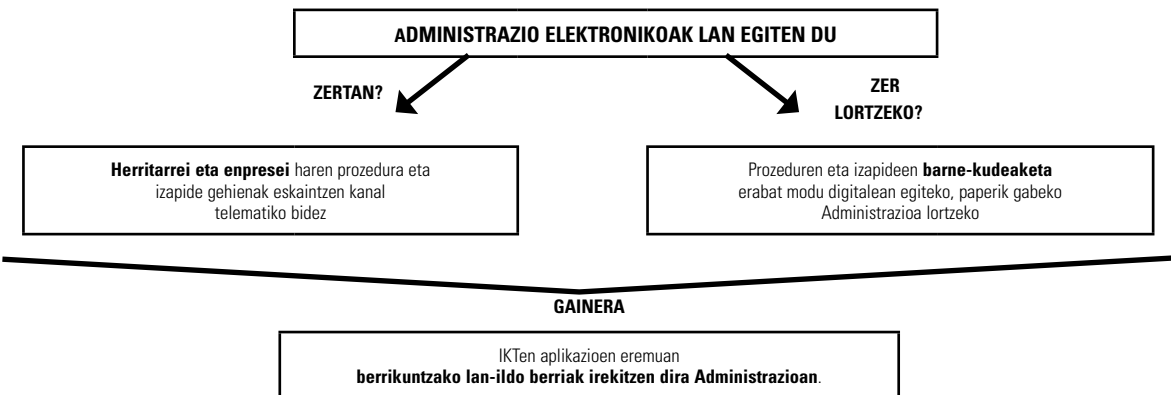 ADMINISTRAZIO ELEKTRONIKOAK LAN EGITEN DU
ZERTAN?
ZER
LORTZEKO?
Herritarrei eta enpresei haren prozedura eta
izapide gehienak eskaintzen kanal
telematiko bidez
Prozeduren eta izapideen barne-kudeaketa
erabat modu digitalean egiteko, paperik gabeko
Administrazioa lortzeko
GAINERA
IKTen aplikazioen eremuan
berrikuntzako lan-ildo berriak irekitzen dira Administrazioan.